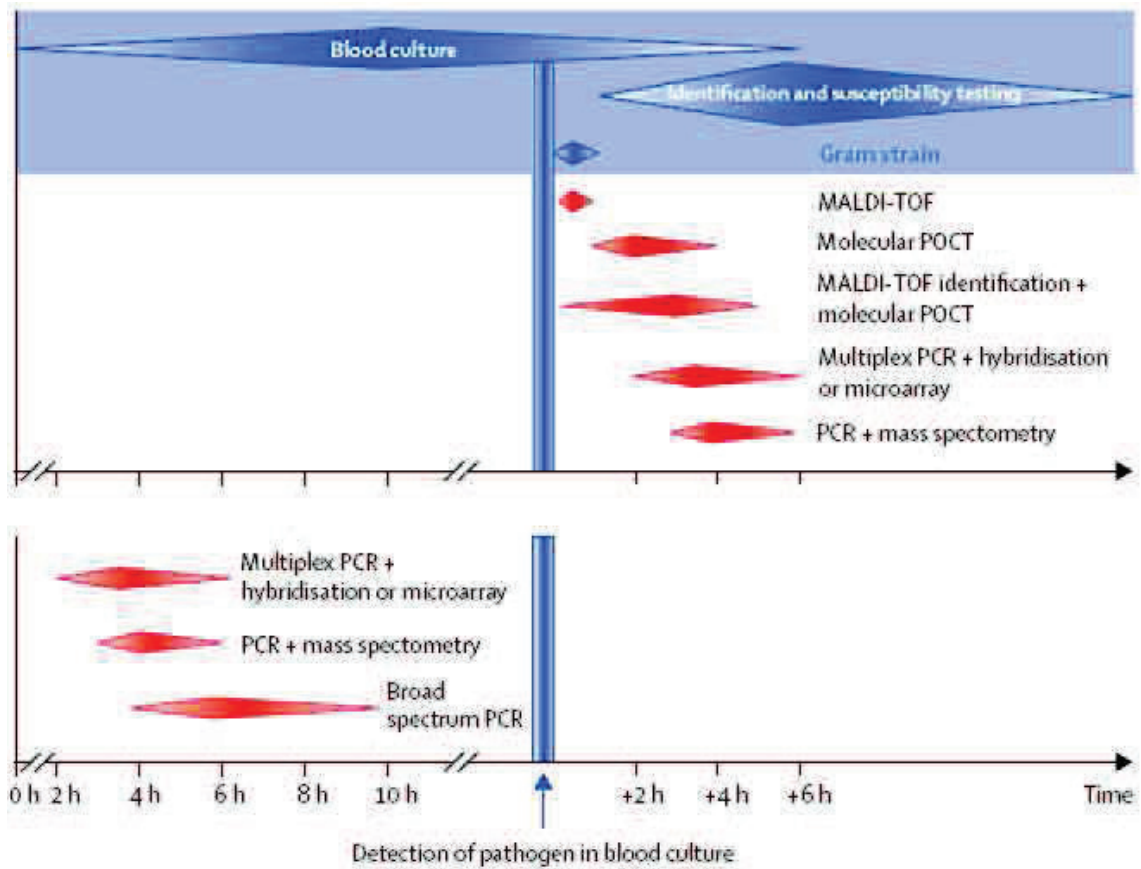 Blood culture
Identification and susceptibility testing
Gram strain
MALDI-TOF
Molecular POCT
MALDI-TOF identification +
molecular POCT
Multiplex PCR + hybridisation
or microarray
PCR + mass spectometry
Multiplex PCR +
hybridisation or microarray
PCR + mass spectometry
Broad
spectrum PCR
0 h 2 h 4 h 6 h 8 h 10 h +2 h +4 h +6 h Time
Detection of pathogen in blood culture